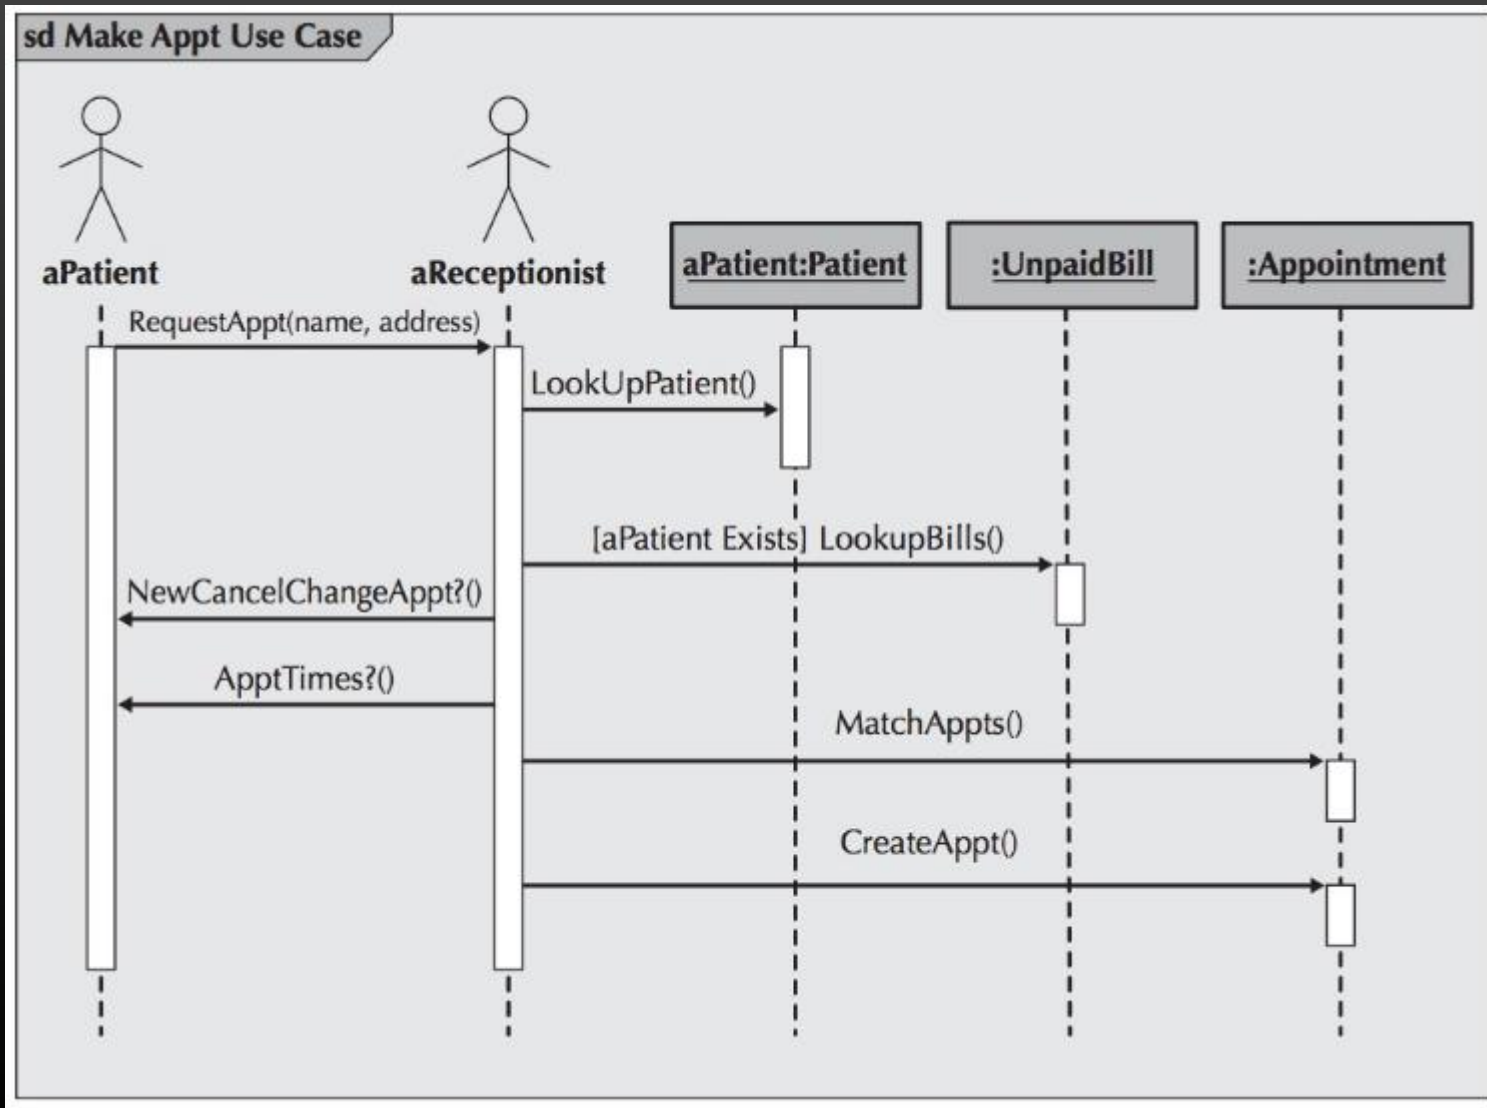 sd Make Appt Use Case
aPatient
aReceptionist
aPatient:Patient
:UnpaidBill
:Appointment
RequestAppt(name, address)
LookUpPatient()
[aPatient Exists] LookupBills()
NewCancelChangeAppt?()
ApptTimes?()
MatchAppts()
CreateAppt()